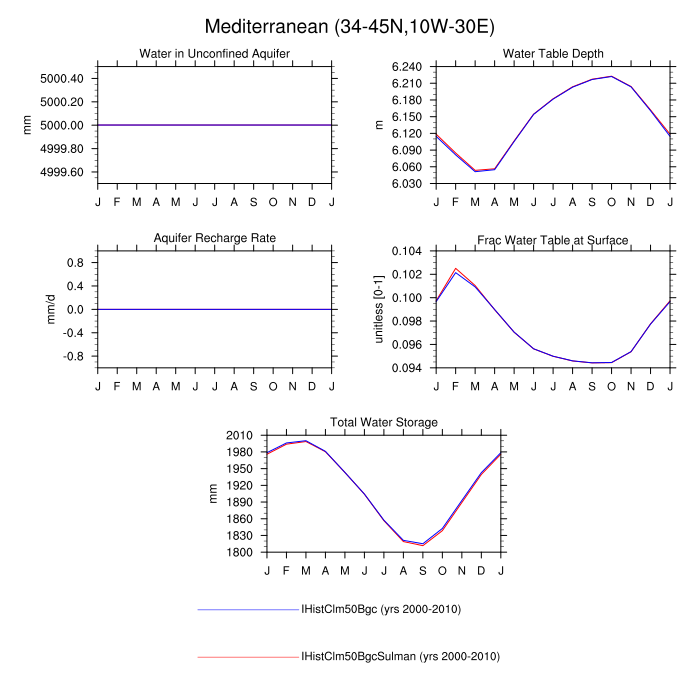 Mediterranean (34-45N,10W-30E)
Water in Unconfined Aquifer
mm
5000.40
5000.20
5000.00
4999.80
4999.60
J F M A M J J A S O N D J
Water Table Depth
m
6.240
6.210
6.180
6.150
6.120
6.090
6.060
6.030
J F M A M J J A S O N D J
Aquifer Recharge Rate
mm/d
0.8
0.4
0.0
-0.4
-0.8
J F M A M J J A S O N D J
Frac Water Table at Surface
unitless [0-1]
0.104
0.102
0.100
0.098
0.096
0.094
J F M A M J J A S O N D J
Total Water Storage
mm
2010
1980
1950
1920
1890
1860
1830
1800
J F M A M J J A S O N D J
IHistClm50Bgc (yrs 2000-2010)
IHistClm50BgcSulman (yrs 2000-2010)